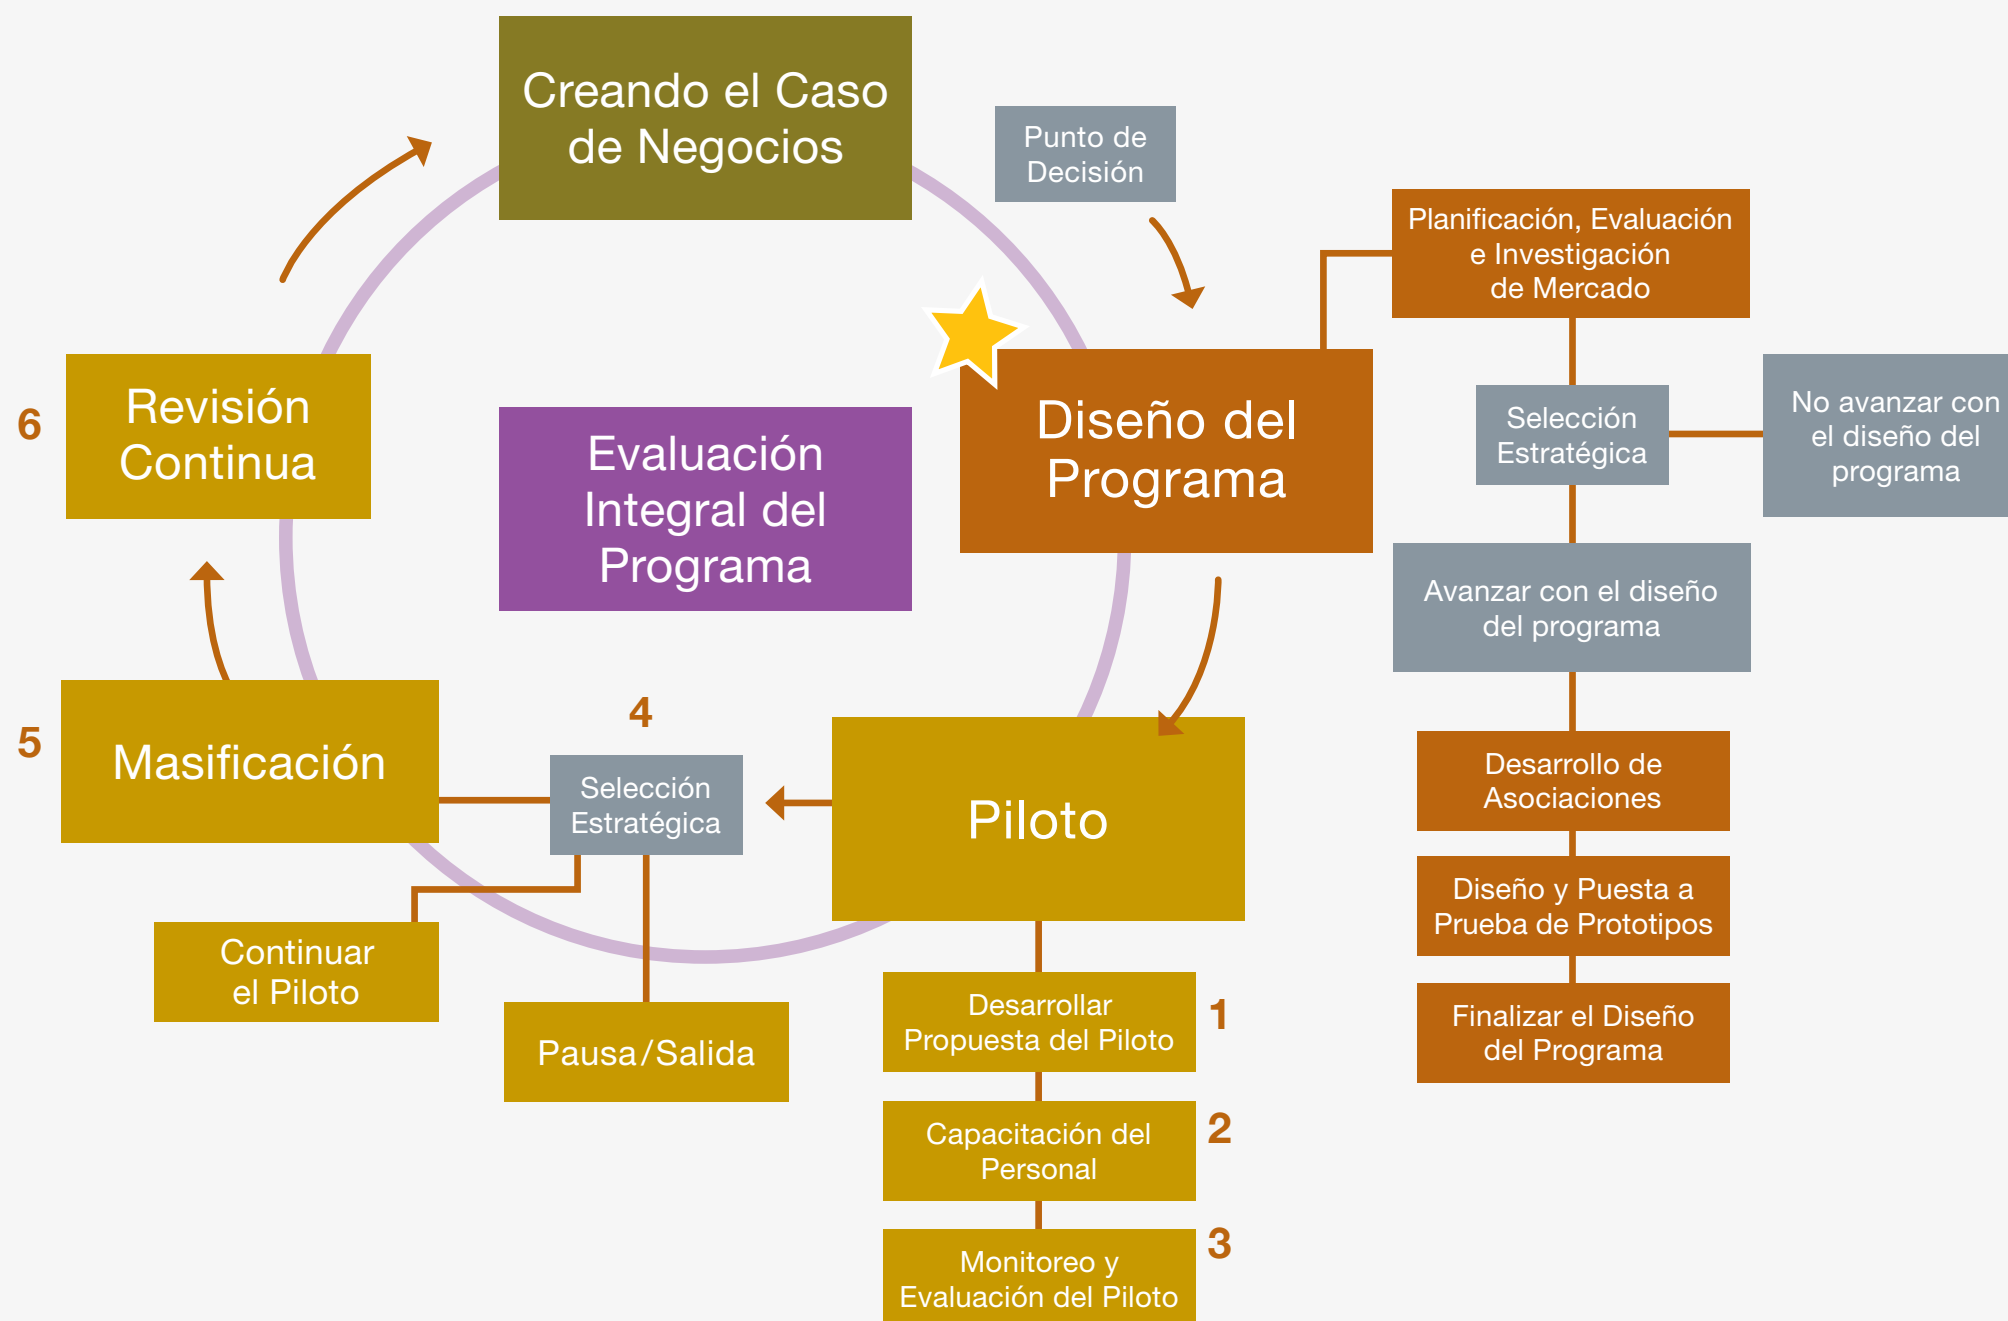 Creando el Caso
de Negocios
Punto de
Decisión
Planificación, Evaluación
e Investigación
de Mercado
Selección
Estratégica
No avanzar con
el diseño del
programa
6
Revisión
Continua
Evaluación
Integral del
Programa
Diseño del
Programa
Avanzar con el diseño
del programa
5
Masificación
4
Selección
Estratégica
Piloto
Desarrollo de
Asociaciones
Diseño y Puesta a
Prueba de Prototipos
Finalizar el Diseño
del Programa
Continuar
el Piloto
Pausa/Salida
Desarrollar
Propuesta del Piloto
1
Capacitación del
Personal
2
Monitoreo y
Evaluación del Piloto
3